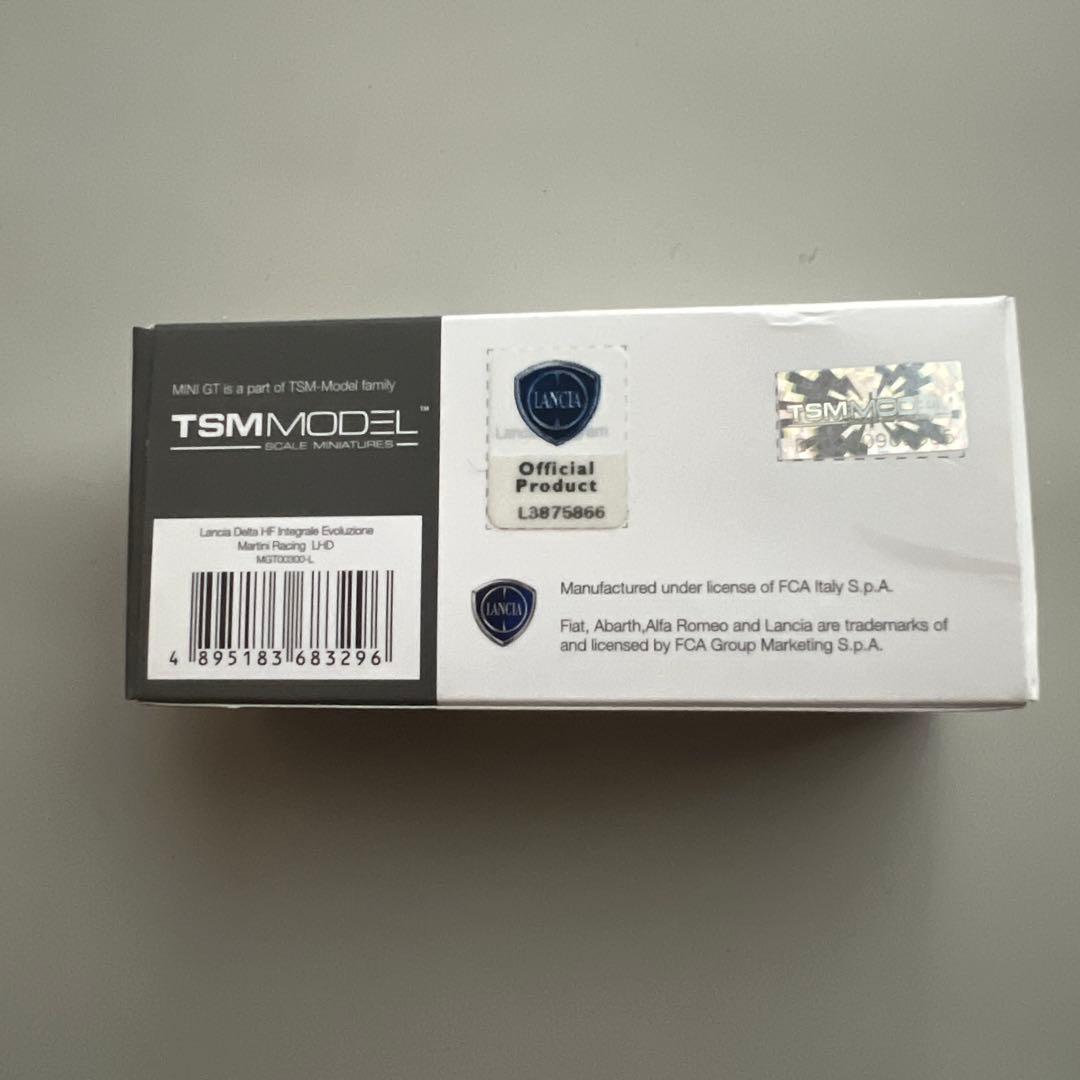 MINI GT is a part of TSM-Model family
TSMMODEL™
SCALE MINIATURES
Lancia Delta HF Integrale Evoluzione
Martini Racing LHD
MGT00300-L
4 895183 683296
LANCIA
Official
Product
L3875866
TSMMODEL
LANCIA
Manufactured under license of FCA Italy S.p.A.
Fiat, Abarth,Alfa Romeo and Lancia are trademarks of
and licensed by FCA Group Marketing S.p.A.